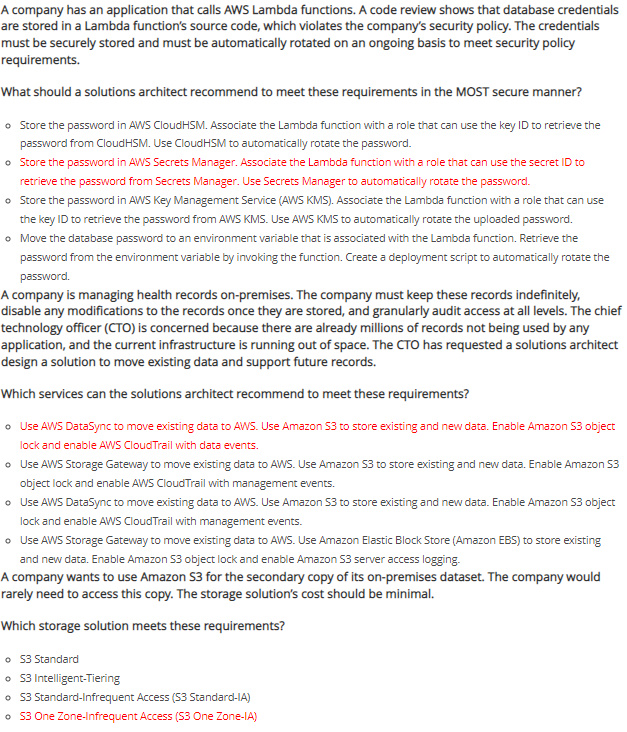 A company has an application that calls AWS Lambda functions. A code review shows that database credentials
are stored in a Lambda function's source code, which violates the company's security policy. The credentials
must be securely stored and must be automatically rotated on an ongoing basis to meet security policy
requirements.
What should a solutions architect recommend to meet these requirements in the MOST secure manner?
Store the password in AWS CloudHSM. Associate the Lambda function with a role that can use the key ID to retrieve the
password from CloudHSM. Use CloudHSM to automatically rotate the password.
Store the password in AWS Secrets Manager. Associate the Lambda function with a role that can use the secret ID to
retrieve the password from Secrets Manager. Use Secrets Manager to automatically rotate the password.
Store the password in AWS Key Management Service (AWS KMS). Associate the Lambda function with a role that can use
the key ID to retrieve the password from AWS KMS. Use AWS KMS to automatically rotate the uploaded password.
Move the database password to an environment variable that is associated with the Lambda function. Retrieve the
password from the environment variable by invoking the function. Create a deployment script to automatically rotate the
password.
A company is managing health records on-premises. The company must keep these records indefinitely,
disable any modifications to the records once they are stored, and granularly audit access at all levels. The chief
technology officer (CTO) is concerned because there are already millions of records not being used by any
application, and the current infrastructure is running out of space. The CTO has requested a solutions architect
design a solution to move existing data and support future records.
Which services can the solutions architect recommend to meet these requirements?
Use AWS DataSync to move existing data to AWS. Use Amazon S3 to store existing and new data. Enable Amazon S3 object
lock and enable AWS CloudTrail with data events.
Use AWS Storage Gateway to move existing data to AWS. Use Amazon S3 to store existing and new data. Enable Amazon S3
object lock and enable AWS CloudTrail with management events.
Use AWS DataSync to move existing data to AWS. Use Amazon S3 to store existing and new data. Enable Amazon S3 object
lock and enable AWS CloudTrail with management events.
Use AWS Storage Gateway to move existing data to AWS. Use Amazon Elastic Block Store (Amazon EBS) to store existing
and new data. Enable Amazon S3 object lock and enable Amazon S3 server access logging.
A company wants to use Amazon S3 for the secondary copy of its on-premises dataset. The company would
rarely need to access this copy. The storage solution's cost should be minimal.
Which storage solution meets these requirements?
S3 Standard
S3 Intelligent-Tiering
S3 Standard-Infrequent Access (S3 Standard-IA)
S3 One Zone-Infrequent Access (S3 One Zone-IA)